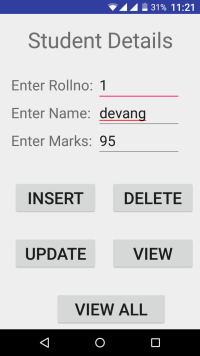 31% 11:21
Student Details
Enter Rollno: 1
Enter Name: devang
Enter Marks: 95
INSERT DELETE
UPDATE VIEW
VIEW ALL